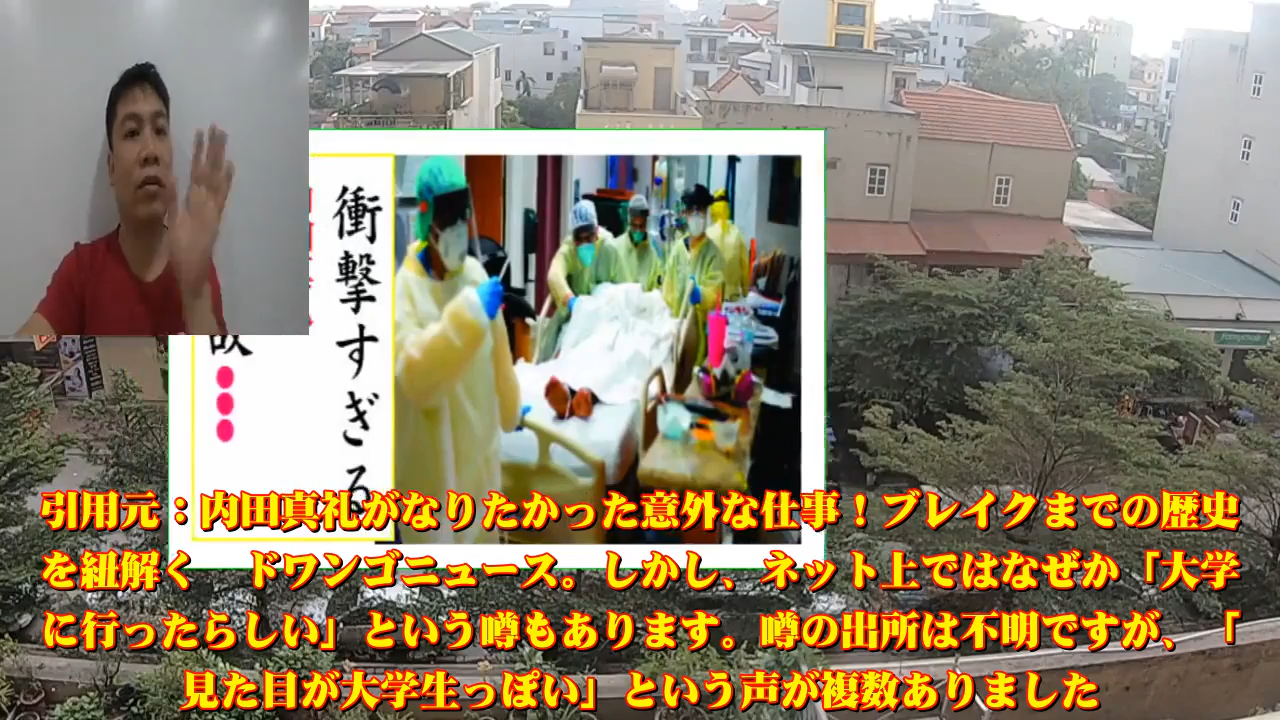 衝撃すぎる
故
引用元：内田真礼がなりたかった意外な仕事！ブレイクまでの歴史
を紐解く　ドワンゴニュース。しかし、ネット上ではなぜか「大学
に行ったらしい」という噂もあります。噂の出所は不明ですが、「
見た目が大学生っぽい」という声が複数ありました